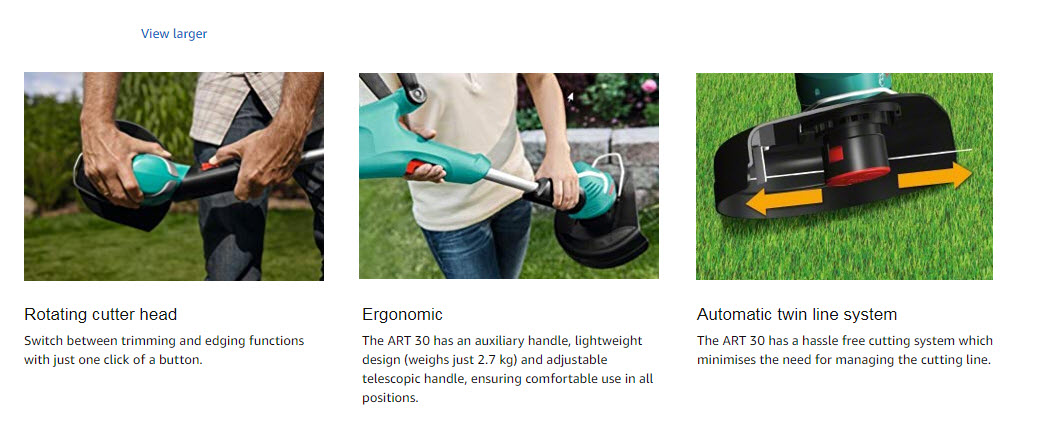 View larger
Rotating cutter head
Switch between trimming and edging functions
with just one click of a button.
Ergonomic
The ART 30 has an auxiliary handle, lightweight
design (weighs just 2.7 kg) and adjustable
telescopic handle, ensuring comfortable use in all
positions.
Automatic twin line system
The ART 30 has a hassle free cutting system which
minimises the need for managing the cutting line.